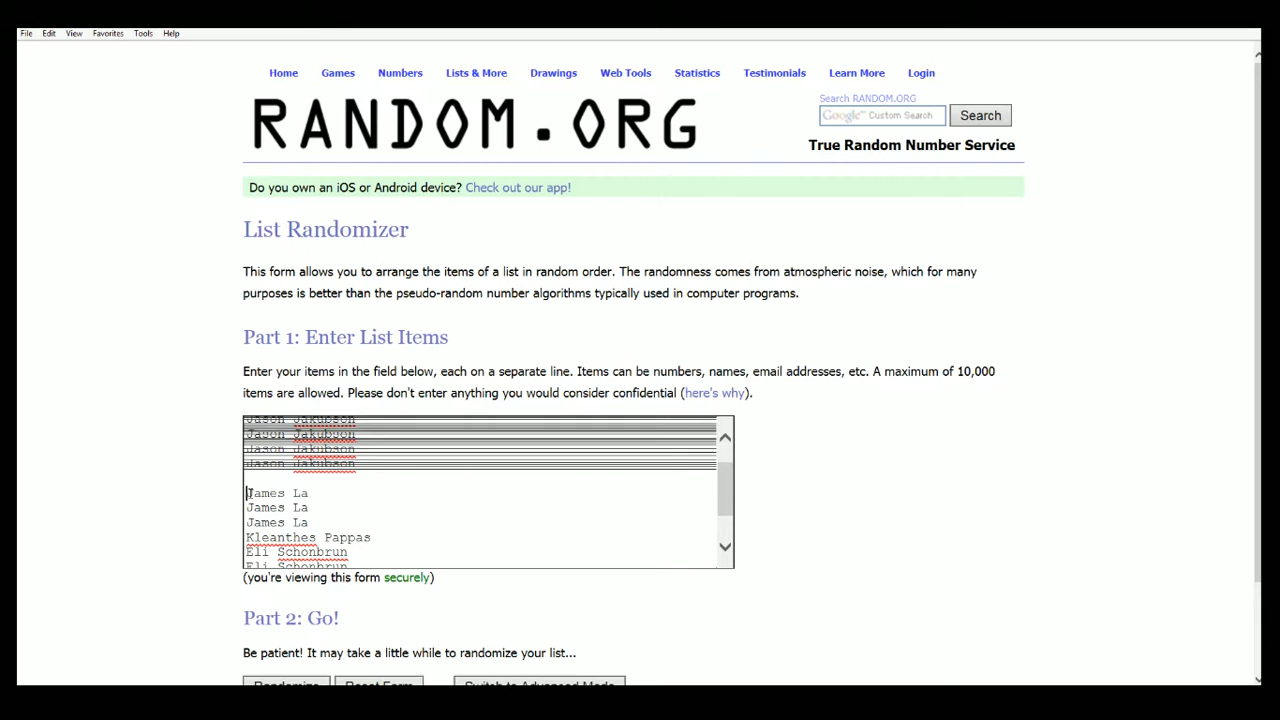 File Edit View Favorites Tools Help
Home Games Numbers Lists & More Drawings Web Tools Statistics Testimonials Learn More Login
RANDOM.ORG
Search RANDOM.ORG
Google™ Custom Search Search
True Random Number Service
Do you own an iOS or Android device? Check out our app!
List Randomizer
This form allows you to arrange the items of a list in random order. The randomness comes from atmospheric noise, which for many
purposes is better than the pseudo-random number algorithms typically used in computer programs.
Part 1: Enter List Items
Enter your items in the field below, each on a separate line. Items can be numbers, names, email addresses, etc. A maximum of 10,000
items are allowed. Please don't enter anything you would consider confidential (here's why).
Jason Jakubson
Jason Jakubson
Jason Jakubson
Jason Jakubson
James La
James La
James La
Kleanthes Pappas
Eli Schonbrun
Eli Schonbrun
(you're viewing this form securely)
Part 2: Go!
Be patient! It may take a little while to randomize your list...
Randomize Reset Form Switch to Advanced Mode